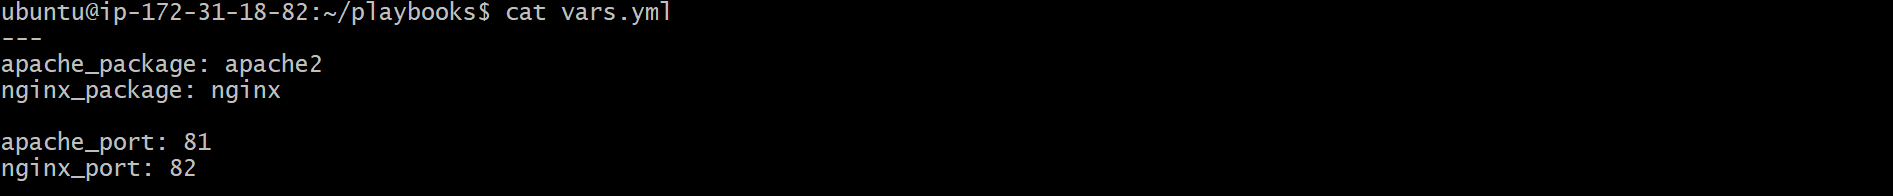 ubuntu@ip-172-31-18-82:~/playbooks$ cat vars.yml
---
apache_package: apache2
nginx_package: nginx
apache_port: 81
nginx_port: 82